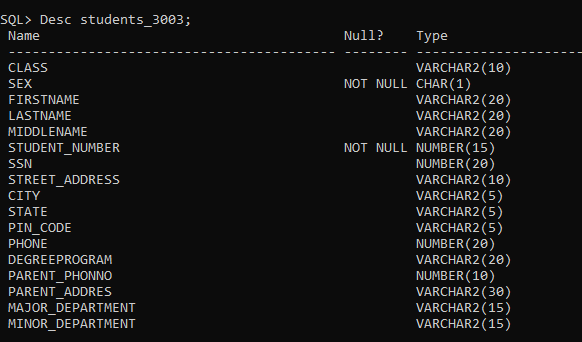 SQL> Desc students_3003;
Name Null? Type
----------------------------------------- -------- ----------------------------
CLASS VARCHAR2(10)
SEX NOT NULL CHAR(1)
FIRSTNAME VARCHAR2(20)
LASTNAME VARCHAR2(20)
MIDDLENAME VARCHAR2(20)
STUDENT_NUMBER NOT NULL NUMBER(15)
SSN NUMBER(20)
STREET_ADDRESS VARCHAR2(10)
CITY VARCHAR2(5)
STATE VARCHAR2(5)
PIN_CODE VARCHAR2(5)
PHONE NUMBER(20)
DEGREEPROGRAM VARCHAR2(20)
PARENT_PHONNO NUMBER(10)
PARENT_ADDRES VARCHAR2(30)
MAJOR_DEPARTMENT VARCHAR2(15)
MINOR_DEPARTMENT VARCHAR2(15)